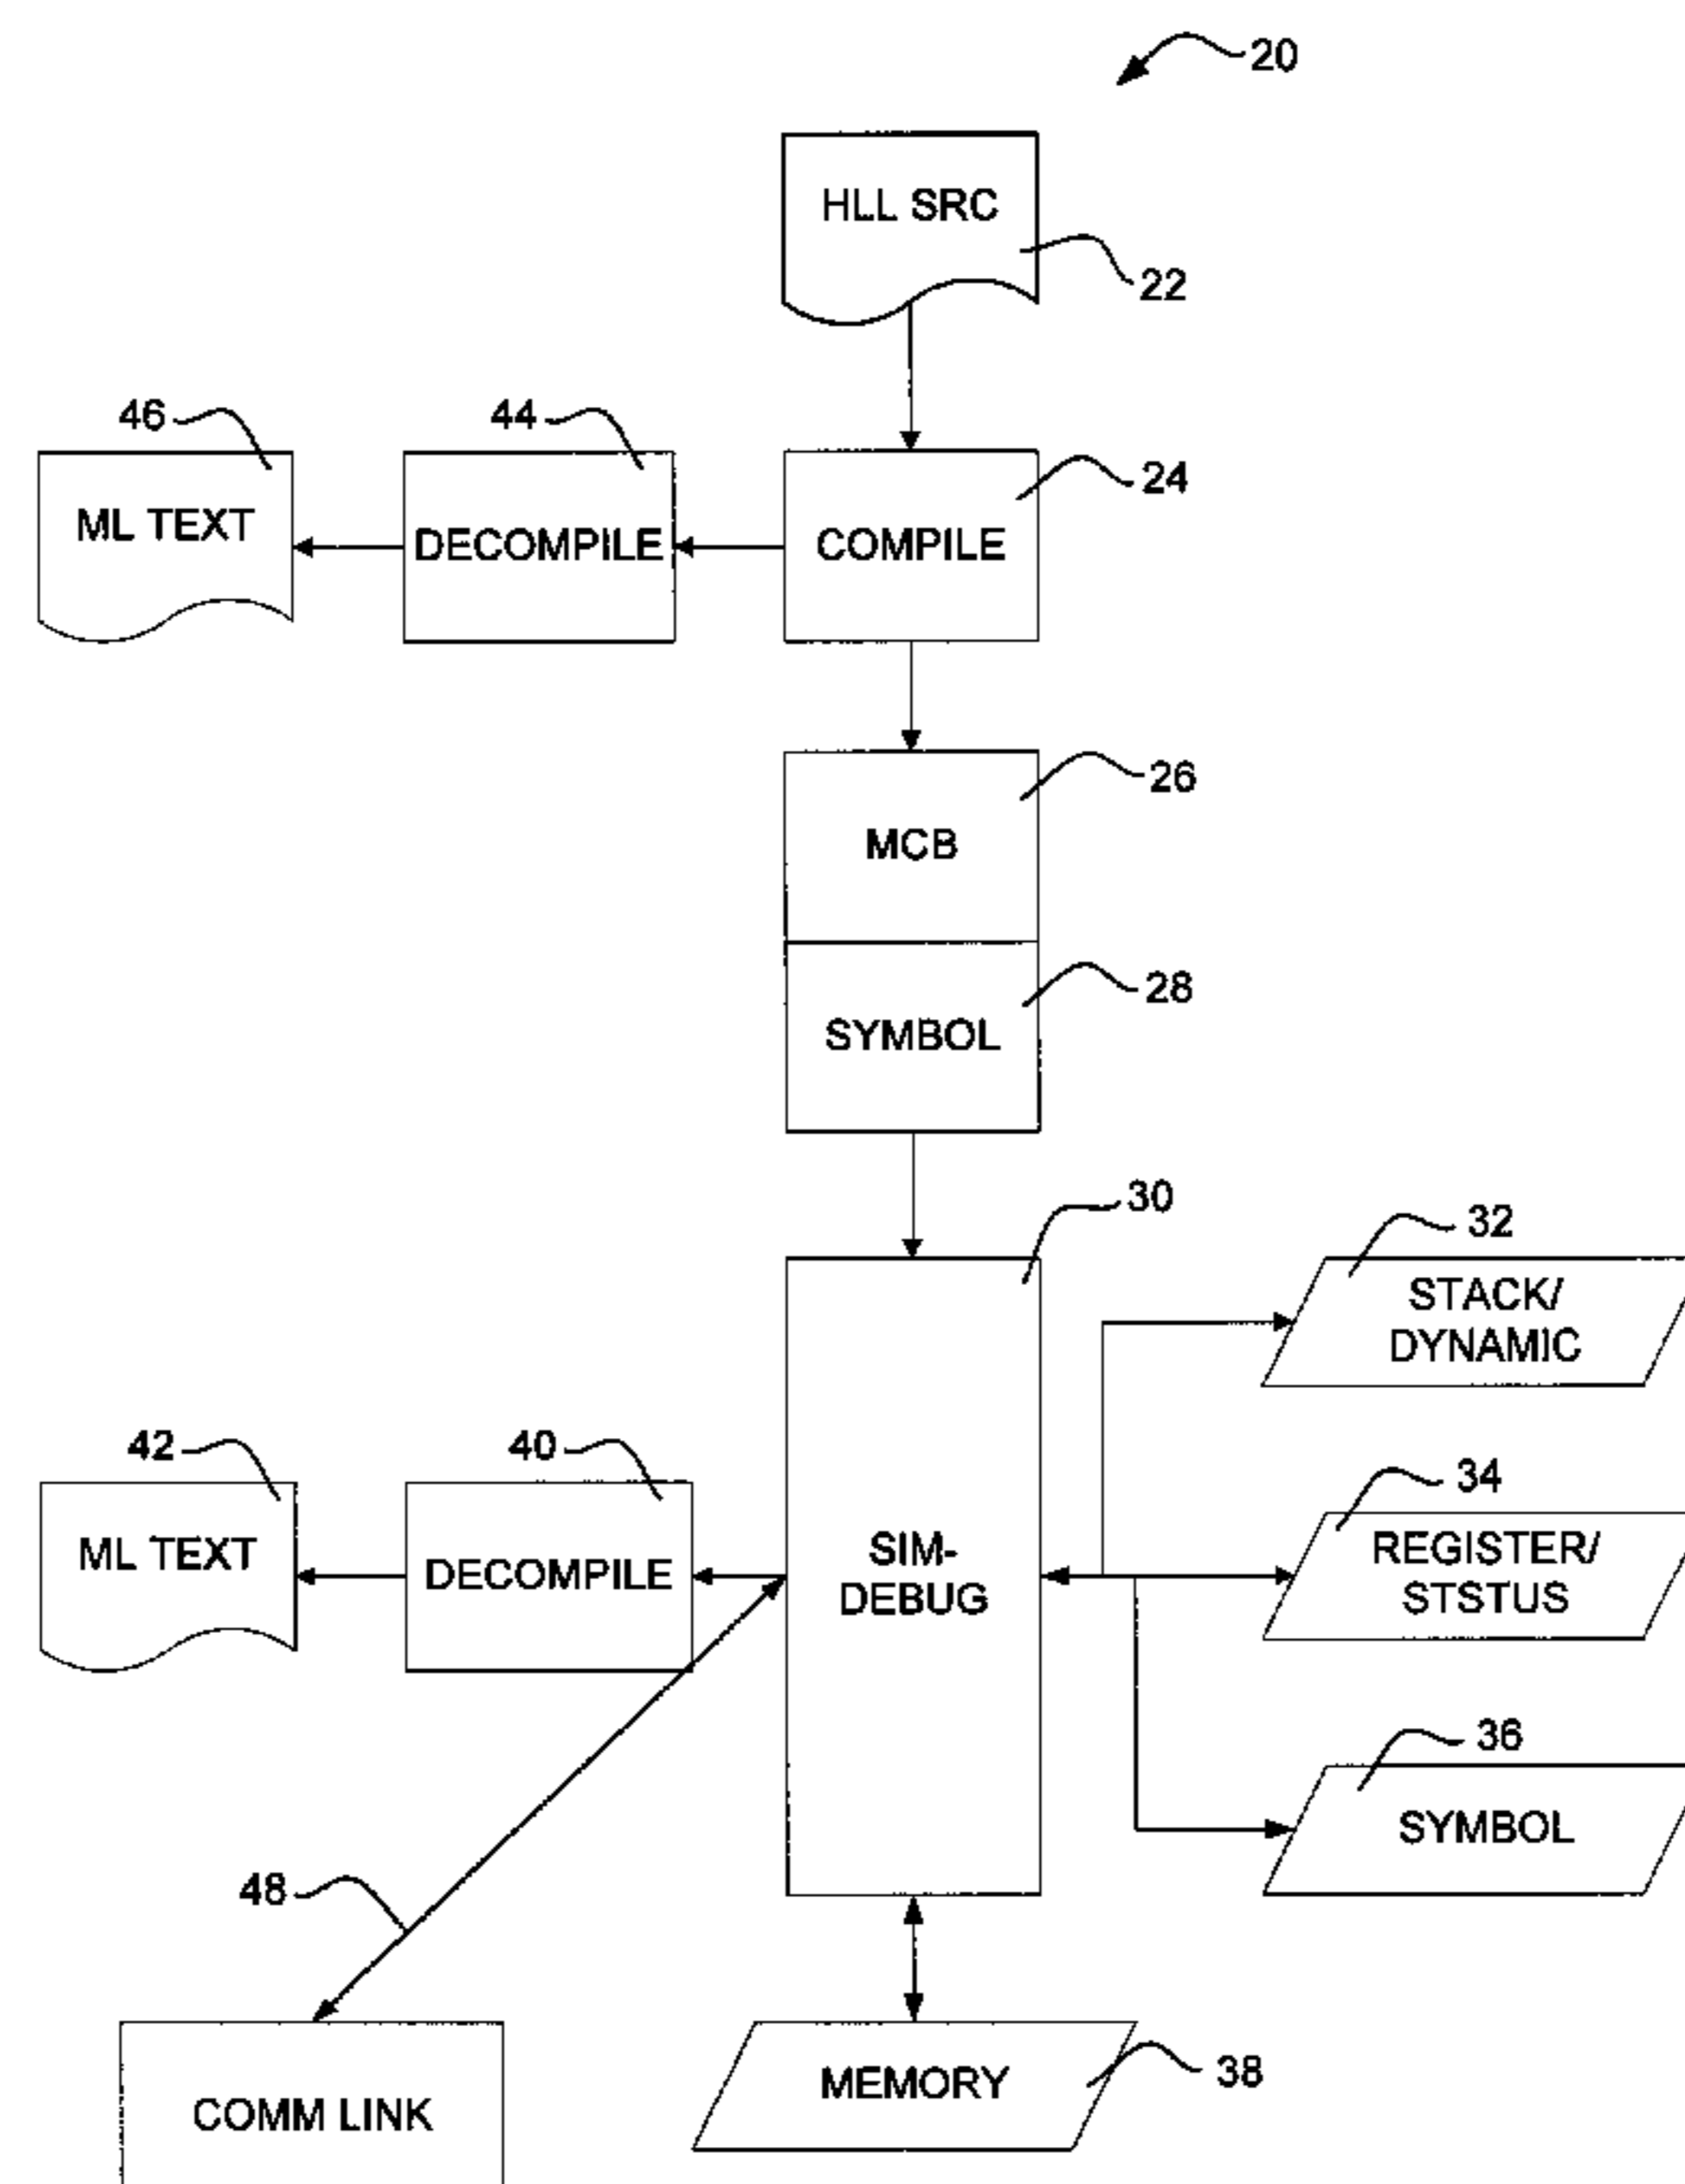 20
HLL SRC
22
46
44
24
ML TEXT
DECOMPILE
COMPILE
26
MCB
28
SYMBOL
30
32
STACK/
DYNAMIC
42
40
34
ML TEXT
DECOMPILE
SIM-
DEBUG
REGISTER/
STSTUS
36
SYMBOL
48
MEMORY
38
COMM LINK